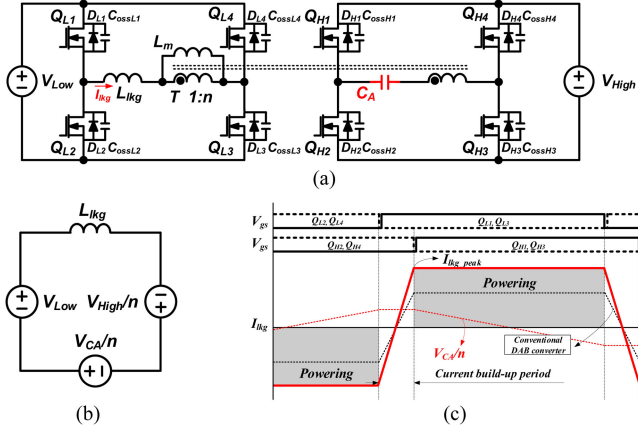 Q_L1 D_L1 C_ossL1 Q_L4 D_L4 C_ossL4 Q_H1 D_H1 C_ossH1 Q_H4 D_H4 C_ossH4
L_m
V_Low I_lkg L_lkg T 1:n C_A V_High
Q_L2 D_L2 C_ossL2 Q_L3 D_L3 C_ossL3 Q_H2 D_H2 C_ossH2 Q_H3 D_H3 C_ossH3
(a)
L_lkg
V_Low V_High/n
V_CA/n
(b)
V_gs Q_L2, Q_L4 Q_L1, Q_L3
V_gs Q_H2, Q_H4 Q_H1, Q_H3
I_lkg_peak
Powering
I_lkg
V_CA/n
Conventional
DAB converter
Powering
Current build-up period
(c)